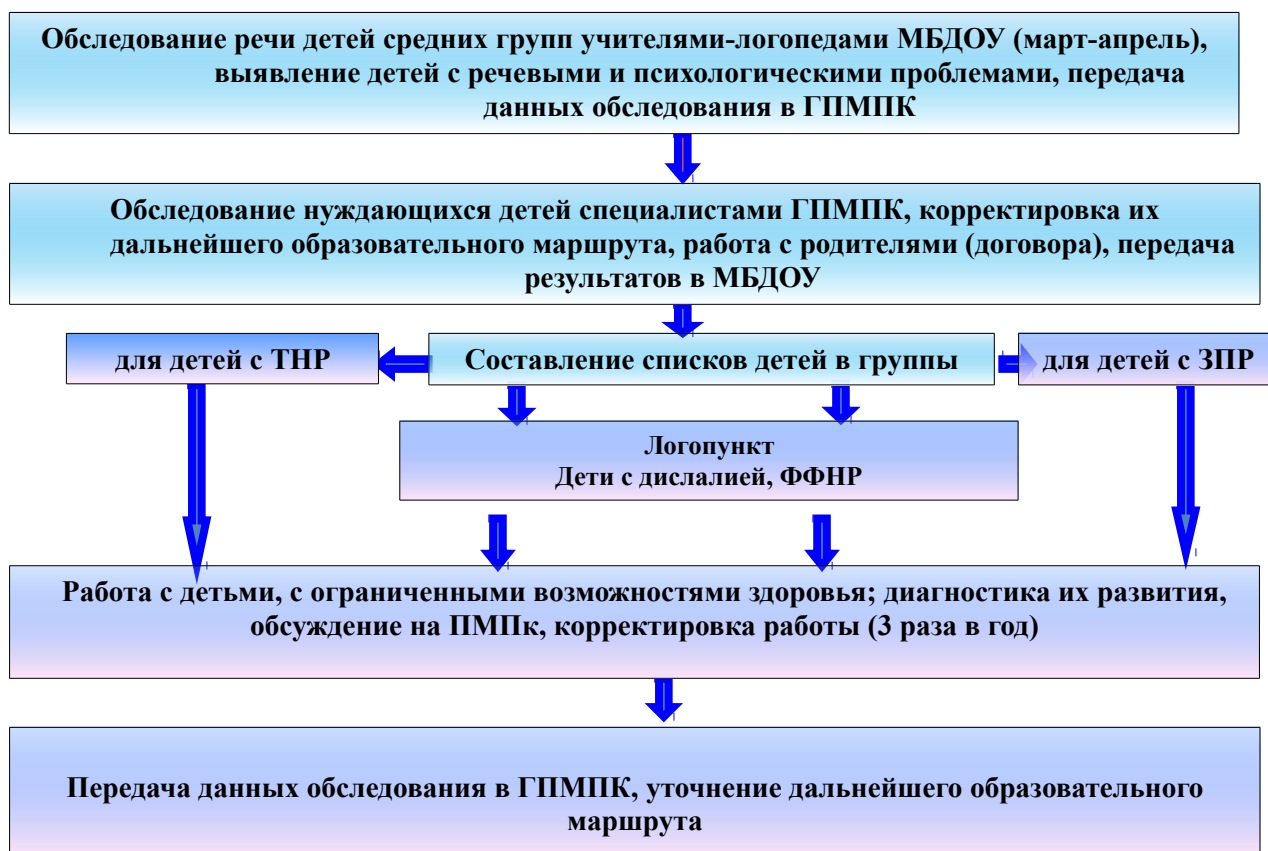 Обследование речи детей средних групп учителями-логопедами МБДОУ (март-апрель),
выявление детей с речевыми и психологическими проблемами, передача
данных обследования в ГПМПК
Обследование нуждающихся детей специалистами ГПМПК, корректировка их
дальнейшего образовательного маршрута, работа с родителями (договора), передача
результатов в МБДОУ
для детей с ТНР
Составление списков детей в группы
для детей с ЗПР
Логопункт
Дети с дислалией, ФФНР
Работа с детьми, с ограниченными возможностями здоровья; диагностика их развития,
обсуждение на ПМПк, корректировка работы (3 раза в год)
Передача данных обследования в ГПМПК, уточнение дальнейшего образовательного
маршрута